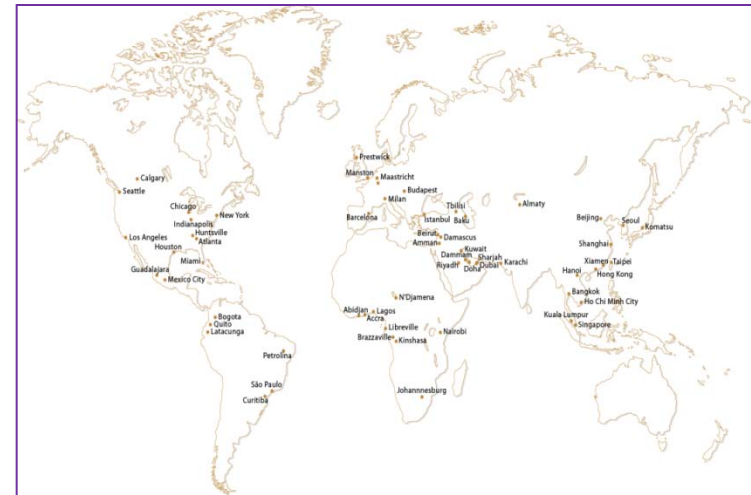 Prestwick
Manston
Maastricht
Calgary
Seattle
Budapest
Milan
Tbilisi
Almaty
Chicago
New York
Barcelona
Istanbul
Baku
Beijing
Seoul
Indianapolis
Huntsville
Komatsu
Los Angeles
Atlanta
Beirut
Damascus
Amman
Shanghai
Houston
Kuwait
Miami
Dammam
Sharjah
Riyadh
Dubai
Doha
Karachi
Xiamen
Taipei
Guadalajara
Hanoi
Hong Kong
Mexico City
N'Djamena
Bangkok
Abidjan
Lagos
Ho Chi Minh City
Accra
Bogota
Kuala Lumpur
Quito
Libreville
Singapore
Latacunga
Brazzaville
Kinshasa
Nairobi
Petrolina
São Paulo
Curitiba
Johannnesburg